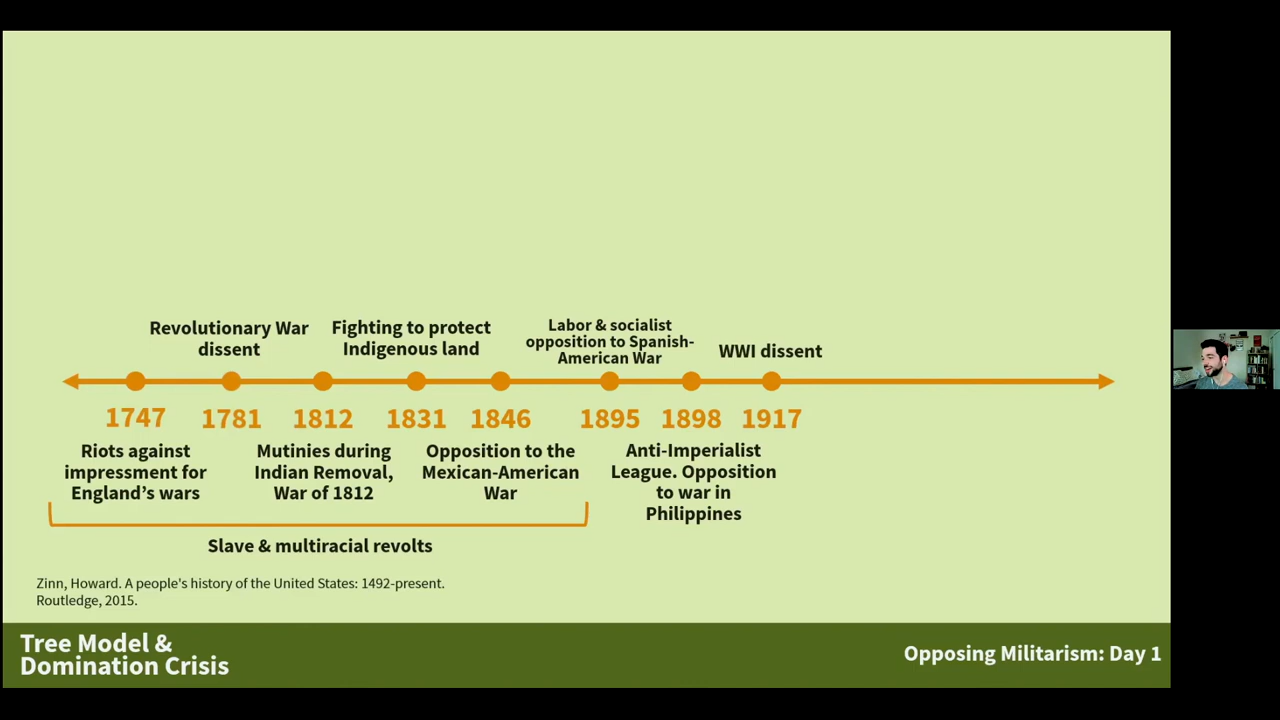 Revolutionary War
dissent
Fighting to protect
Indigenous land
Labor & socialist
opposition to Spanish-
American War
WWI dissent
1747
1781
1812
1831
1846
1895
1898
1917
Riots against
impressment for
England's wars
Mutinies during
Indian Removal,
War of 1812
Opposition to the
Mexican-American
War
Anti-Imperialist
League. Opposition
to war in
Philippines
Slave & multiracial revolts
Zinn, Howard. A people's history of the United States: 1492-present.
Routledge, 2015.
Tree Model &
Domination Crisis
Opposing Militarism: Day 1